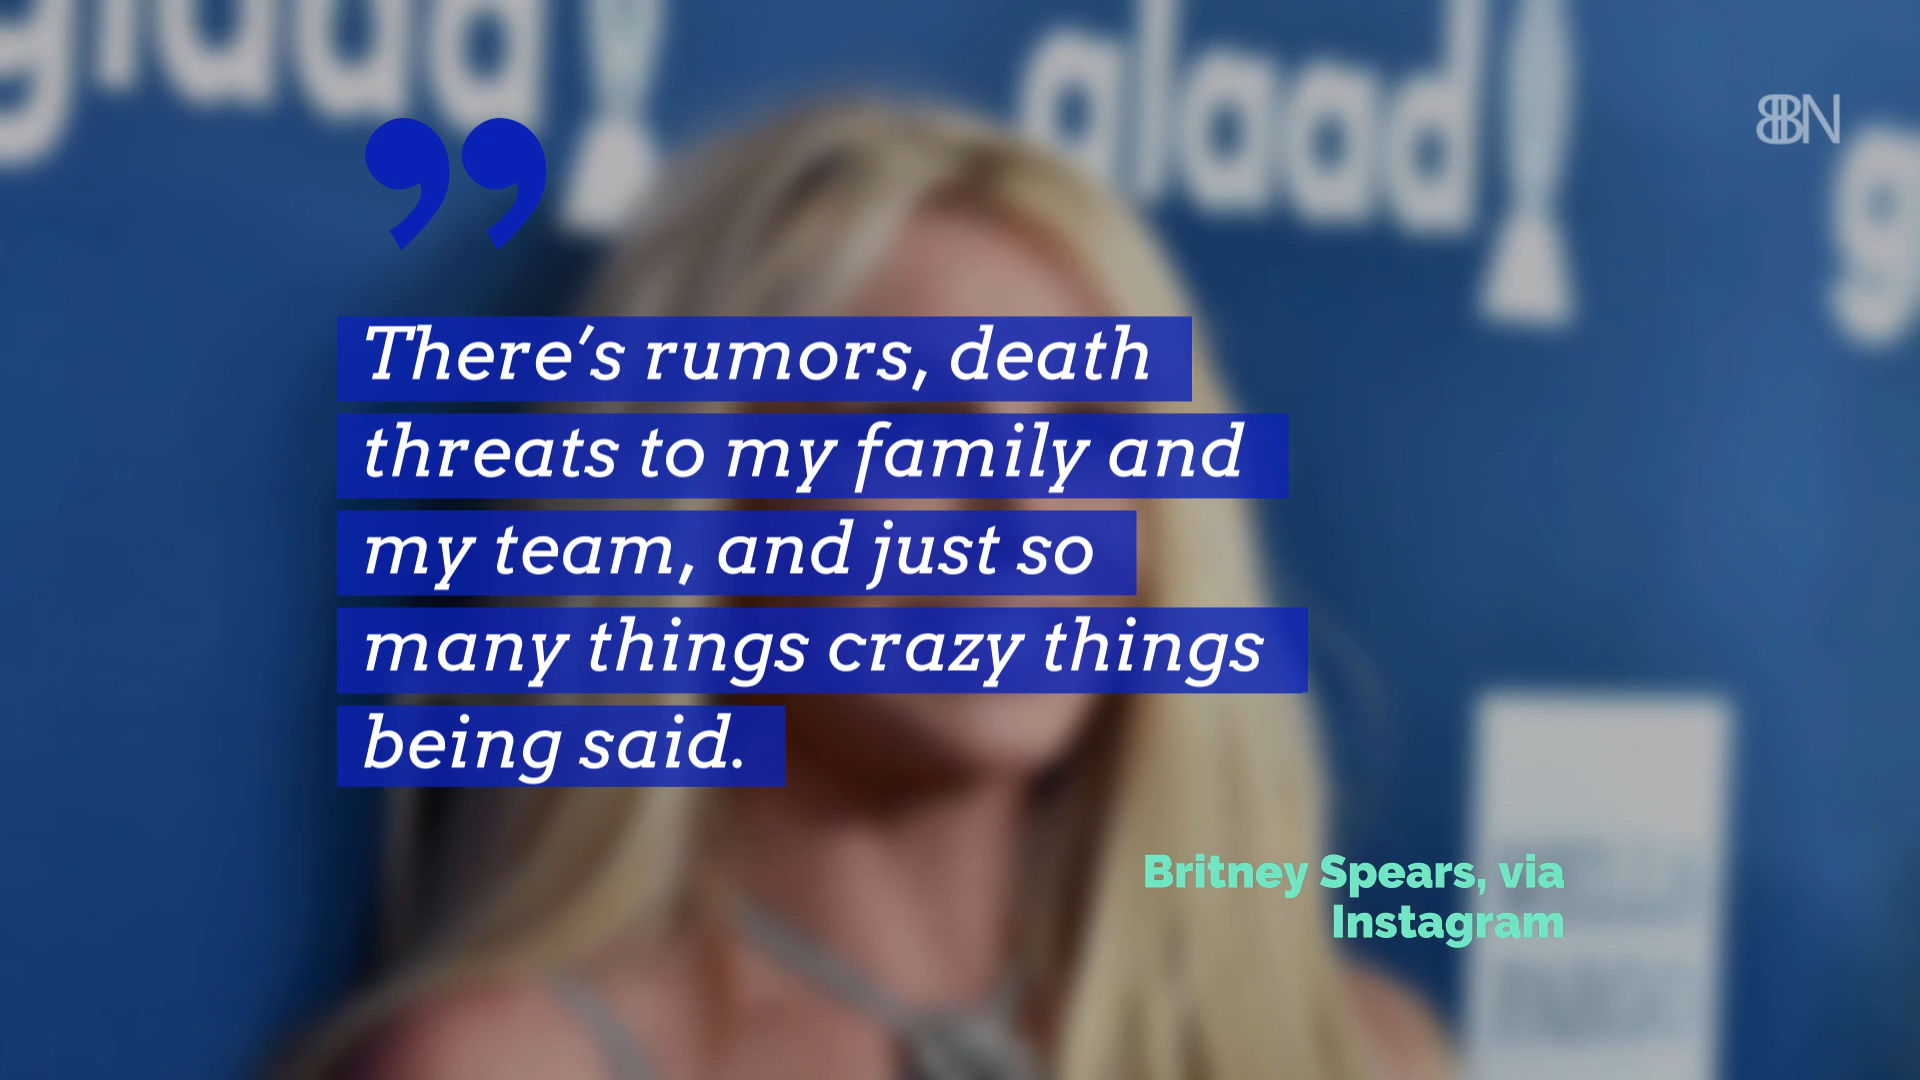 glaad
glaad
BBN
g
”
There’s rumors, death
threats to my family and
my team, and just so
many things crazy things
being said.
Britney Spears, via
Instagram